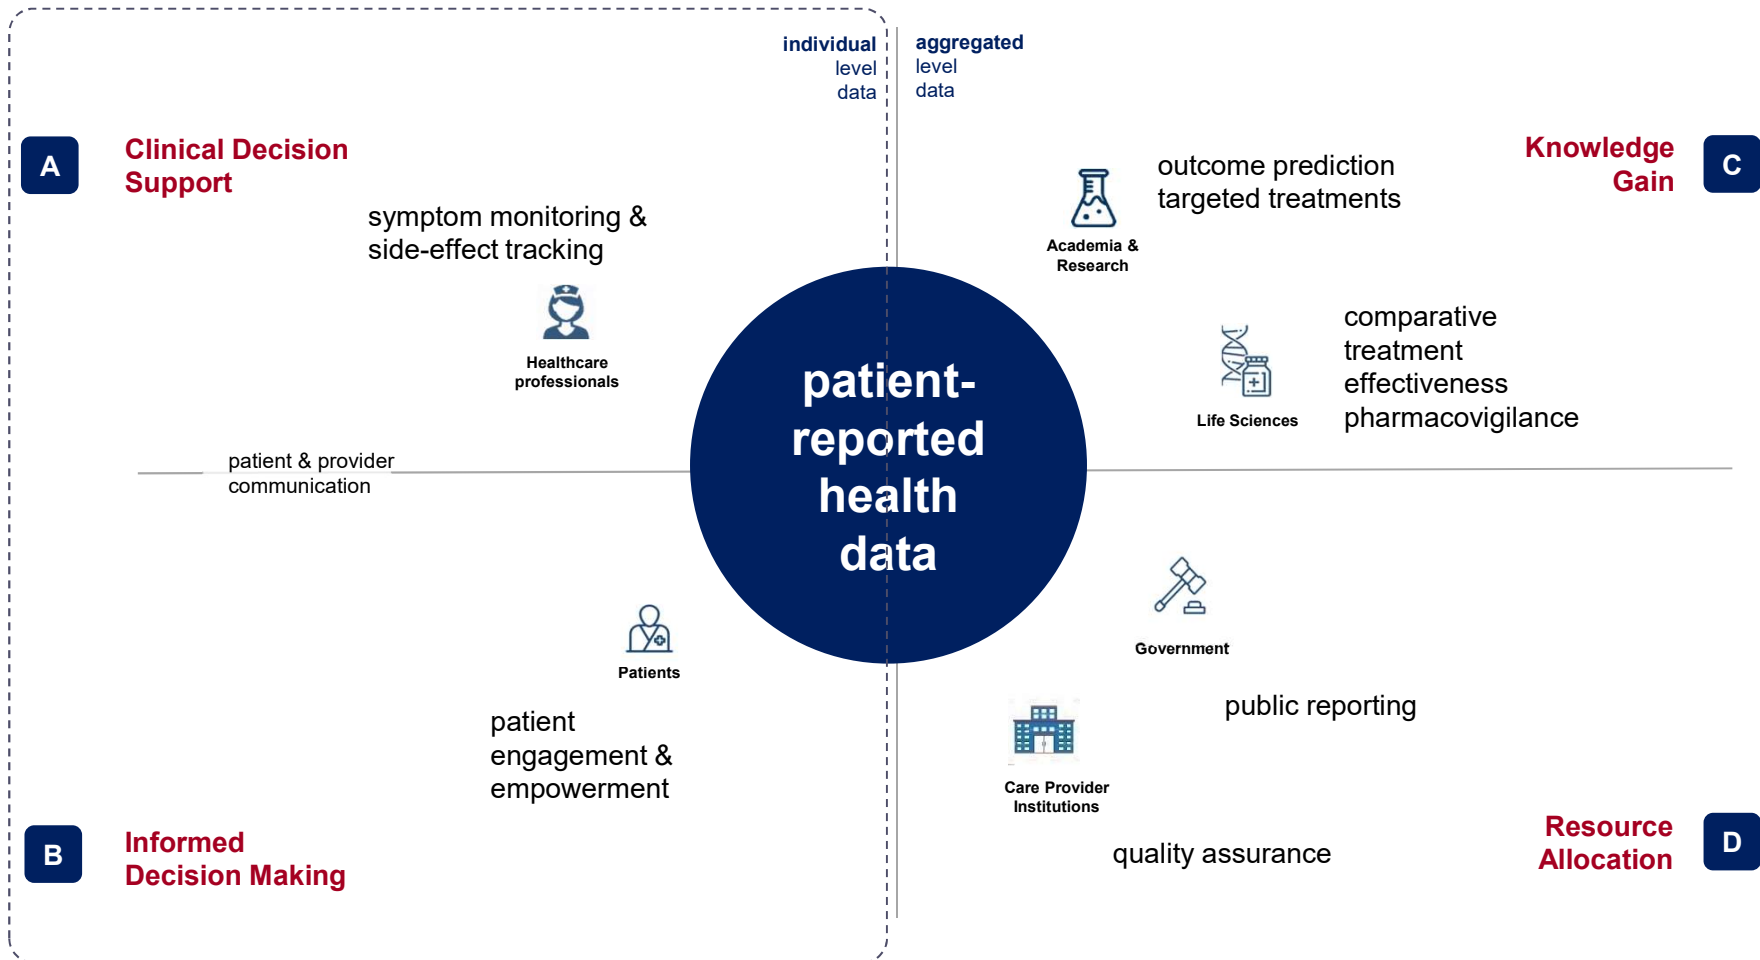 individual
level
data
aggregated
level
data
A
Clinical Decision
Support
symptom monitoring &
side-effect tracking
Healthcare
professionals
patient & provider
communication
Patients
patient
engagement &
empowerment
B
Informed
Decision Making
patient-
reported
health
data
Knowledge
Gain
C
outcome prediction
targeted treatments
Academia &
Research
comparative
treatment
effectiveness
pharmacovigilance
Life Sciences
Government
public reporting
Care Provider
Institutions
quality assurance
Resource
Allocation
D